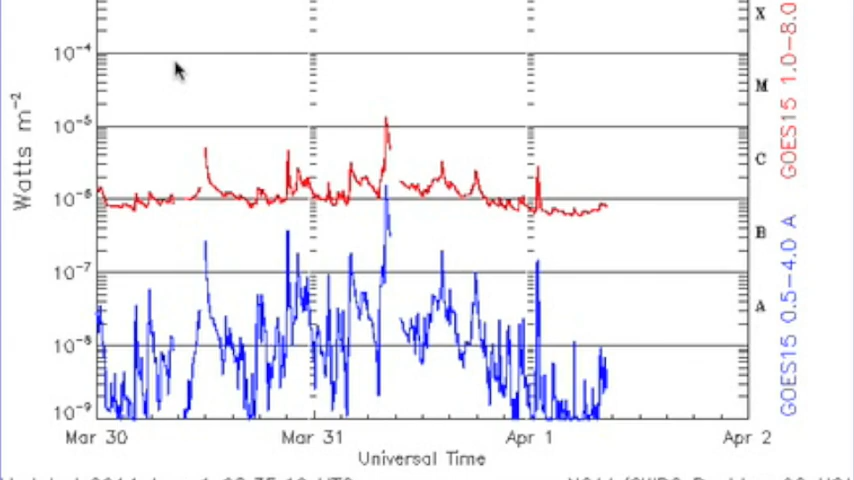 X
10-4
M
10-5
C
10-6
B
10-7
A
10-8
10-9
Watts m-2
GOES15 1.0-8.0
GOES15 0.5-4.0 A
Mar 30 Mar 31 Apr 1 Apr 2
Universal Time